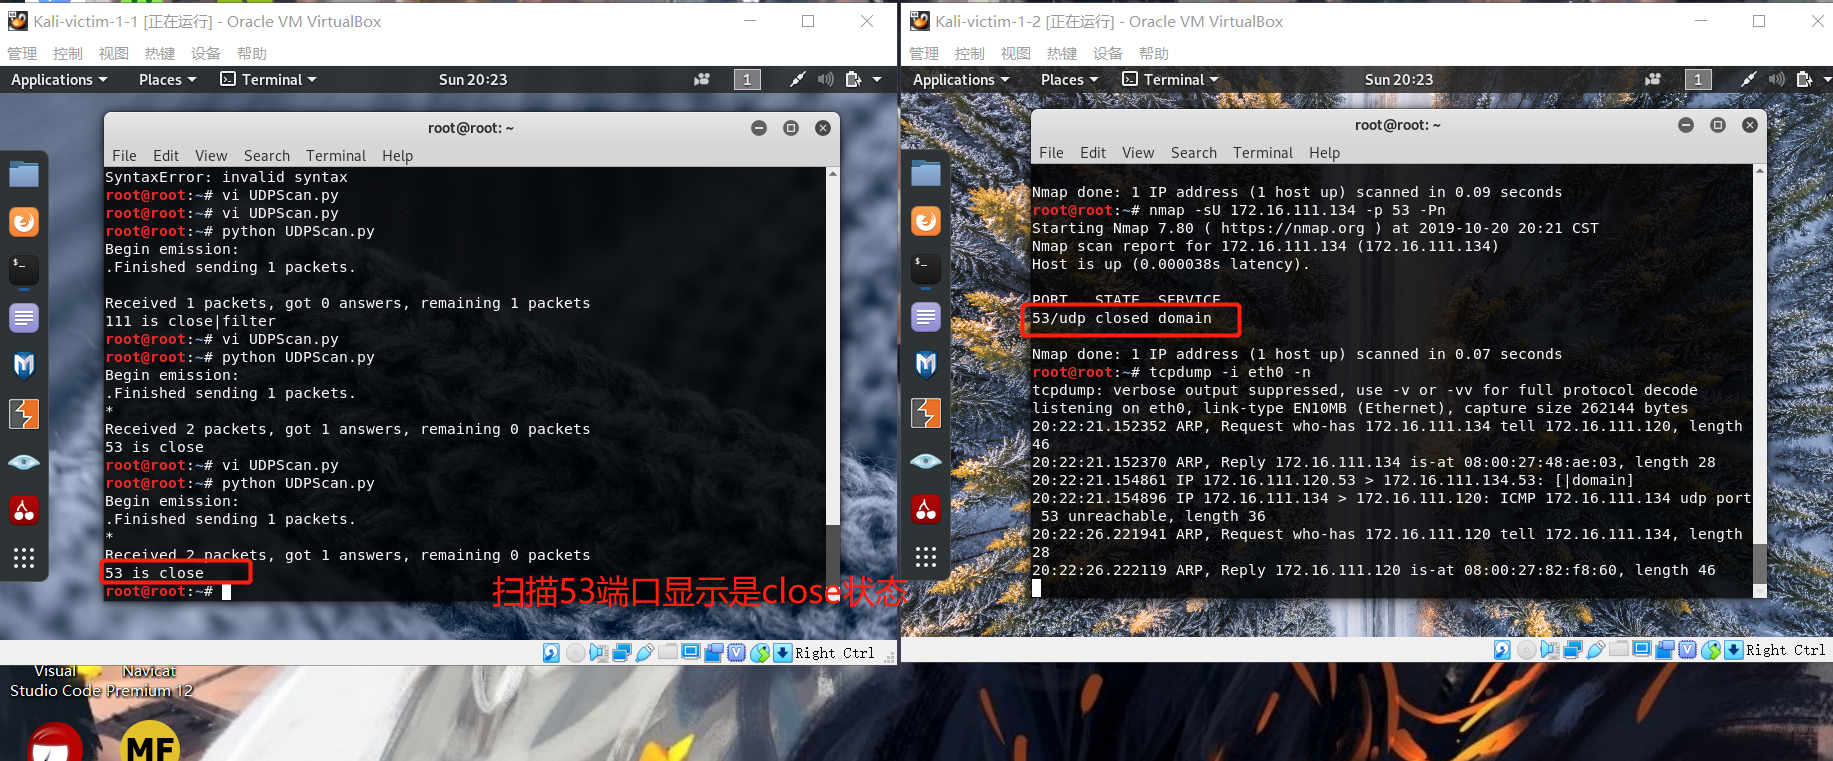 Kali-victim-1-1 [正在运行] - Oracle VM VirtualBox
管理 控制 视图 热键 设备 帮助
Applications Places Terminal Sun 20:23 1
root@root: ~
File Edit View Search Terminal Help
SyntaxError: invalid syntax
root@root:~# vi UDPScan.py
root@root:~# vi UDPScan.py
root@root:~# python UDPScan.py
Begin emission:
.Finished sending 1 packets.
Received 1 packets, got 0 answers, remaining 1 packets
111 is close|filter
root@root:~# vi UDPScan.py
root@root:~# python UDPScan.py
Begin emission:
.Finished sending 1 packets.
*
Received 2 packets, got 1 answers, remaining 0 packets
53 is close
root@root:~# vi UDPScan.py
root@root:~# python UDPScan.py
Begin emission:
.Finished sending 1 packets.
*
Received 2 packets, got 1 answers, remaining 0 packets
53 is close
root@root:~#
扫描53端口显示是close状态
Right Ctrl
Kali-victim-1-2 [正在运行] - Oracle VM VirtualBox
管理 控制 视图 热键 设备 帮助
Applications Places Terminal Sun 20:23 1
root@root: ~
File Edit View Search Terminal Help
Nmap done: 1 IP address (1 host up) scanned in 0.09 seconds
root@root:~# nmap -sU 172.16.111.134 -p 53 -Pn
Starting Nmap 7.80 ( https://nmap.org ) at 2019-10-20 20:21 CST
Nmap scan report for 172.16.111.134 (172.16.111.134)
Host is up (0.000038s latency).
PORT STATE SERVICE
53/udp closed domain
Nmap done: 1 IP address (1 host up) scanned in 0.07 seconds
root@root:~# tcpdump -i eth0 -n
tcpdump: verbose output suppressed, use -v or -vv for full protocol decode
listening on eth0, link-type EN10MB (Ethernet), capture size 262144 bytes
20:22:21.152352 ARP, Request who-has 172.16.111.134 tell 172.16.111.120, length
46
20:22:21.152370 ARP, Reply 172.16.111.134 is-at 08:00:27:48:ae:03, length 28
20:22:21.154861 IP 172.16.111.120.53 > 172.16.111.134.53: [|domain]
20:22:21.154896 IP 172.16.111.134 > 172.16.111.120: ICMP 172.16.111.134 udp port
53 unreachable, length 36
20:22:26.221941 ARP, Request who-has 172.16.111.120 tell 172.16.111.134, length
28
20:22:26.222119 ARP, Reply 172.16.111.120 is-at 08:00:27:82:f8:60, length 46
Right Ctrl
Visual
Studio Code
Navicat
Premium 12
MF